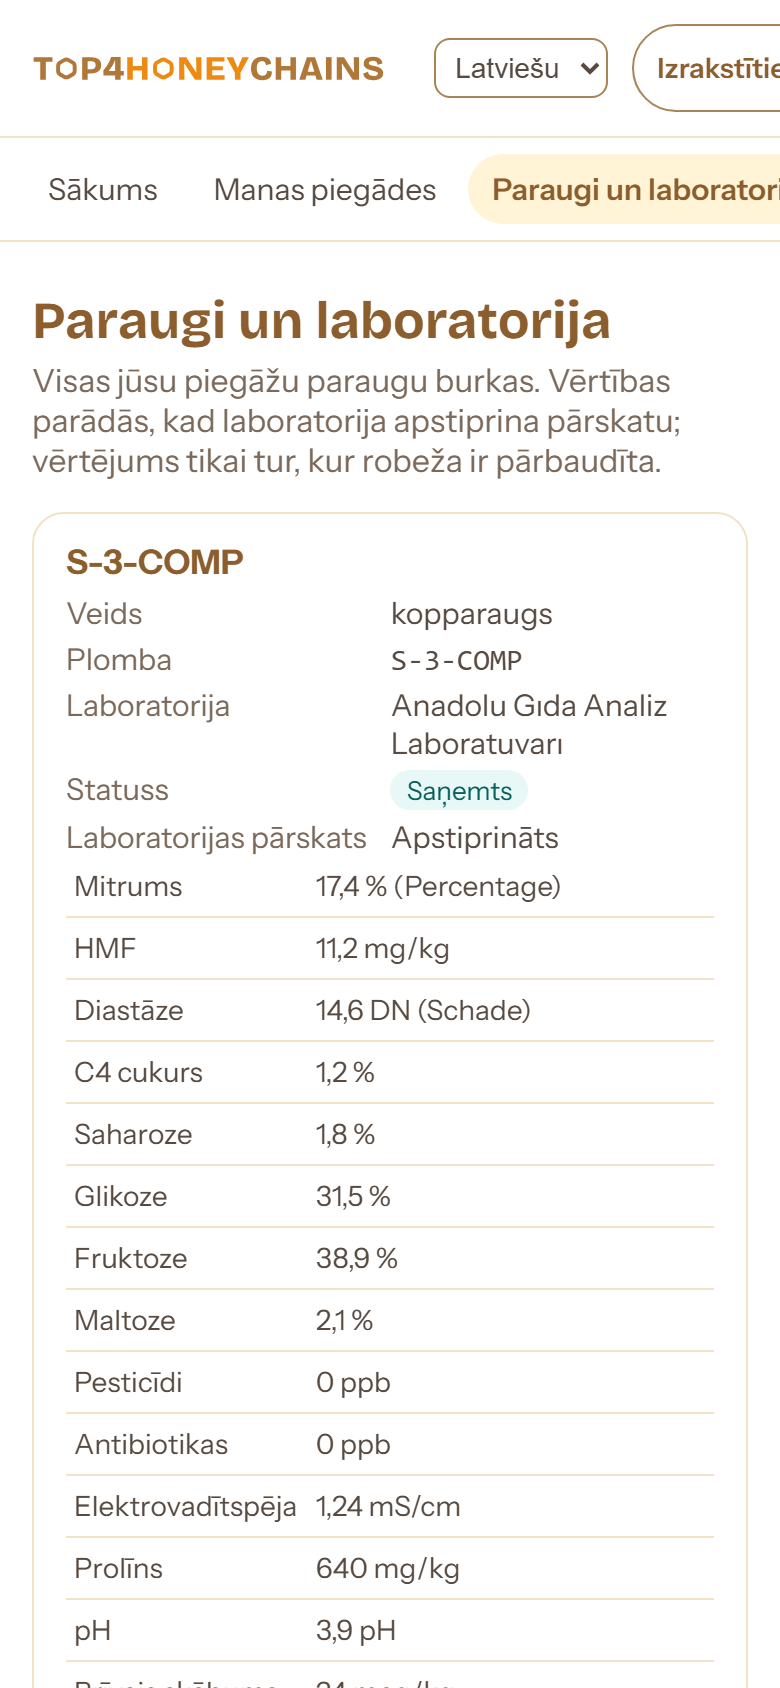 TOP4HONEYCHAINS
Latviešu
Sākums
Manas piegādes
Paraugi un laboratorija
Visas jūsu piegāžu paraugu burkas. Vērtības
parādās, kad laboratorija apstiprina pārskatu;
vērtējums tikai tur, kur robeža ir pārbaudīta.
S-3-COMP
Veids kopparaugs
Plomba S-3-COMP
Laboratorija Anadolu Gıda Analiz
Laboratuvarı
Statuss Saņemts
Laboratorijas pārskats Apstiprināts
Mitrums 17,4 % (Percentage)
HMF 11,2 mg/kg
Diastāze 14,6 DN (Schade)
C4 cukurs 1,2 %
Saharoze 1,8 %
Glikoze 31,5 %
Fruktoze 38,9 %
Maltoze 2,1 %
Pesticīdi 0 ppb
Antibiotikas 0 ppb
Elektrovadītspēja 1,24 mS/cm
Prolīns 640 mg/kg
pH 3,9 pH